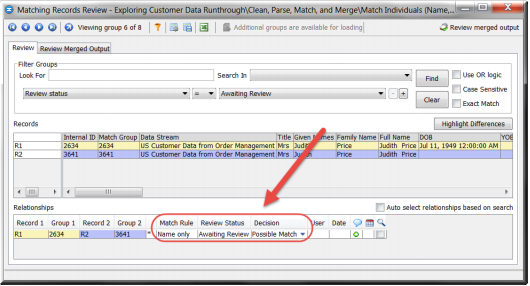 Matching Records Review - Exploring Customer Data Runthrough\Clean, Parse, Match, and Merge\Match Individuals (Name,...
Viewing group 6 of 8
Additional groups are available for loading
Review merged output
Review
Review Merged Output
Filter Groups
Look For
Search In
Find
Use OR logic
Review status
=
Awaiting Review
-
+
Clear
Case Sensitive
Exact Match
Records
Highlight Differences
Internal ID Match Group Data Stream Title Given Names Family Name Full Name DOB YOB
R1 2634 2634 US Customer Data from Order Management Mrs Judith Price Judith Price Jul 11, 1949 12:00:00 AM
R2 3641 3641 US Customer Data from Order Management Mrs Judith Price Judith Price
Relationships
Auto select relationships based on search
Record 1 Group 1 Record 2 Group 2 Match Rule Review Status Decision User Date
R1 2634 R2 3641 * Name only Awaiting Review Possible Match